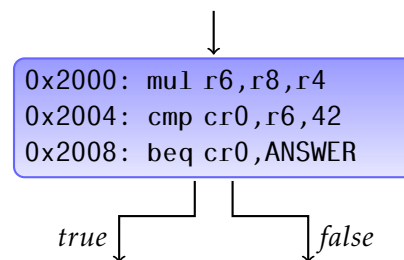 0x2000: mul r6,r8,r4
0x2004: cmp cr0,r6,42
0x2008: beq cr0,ANSWER
true false